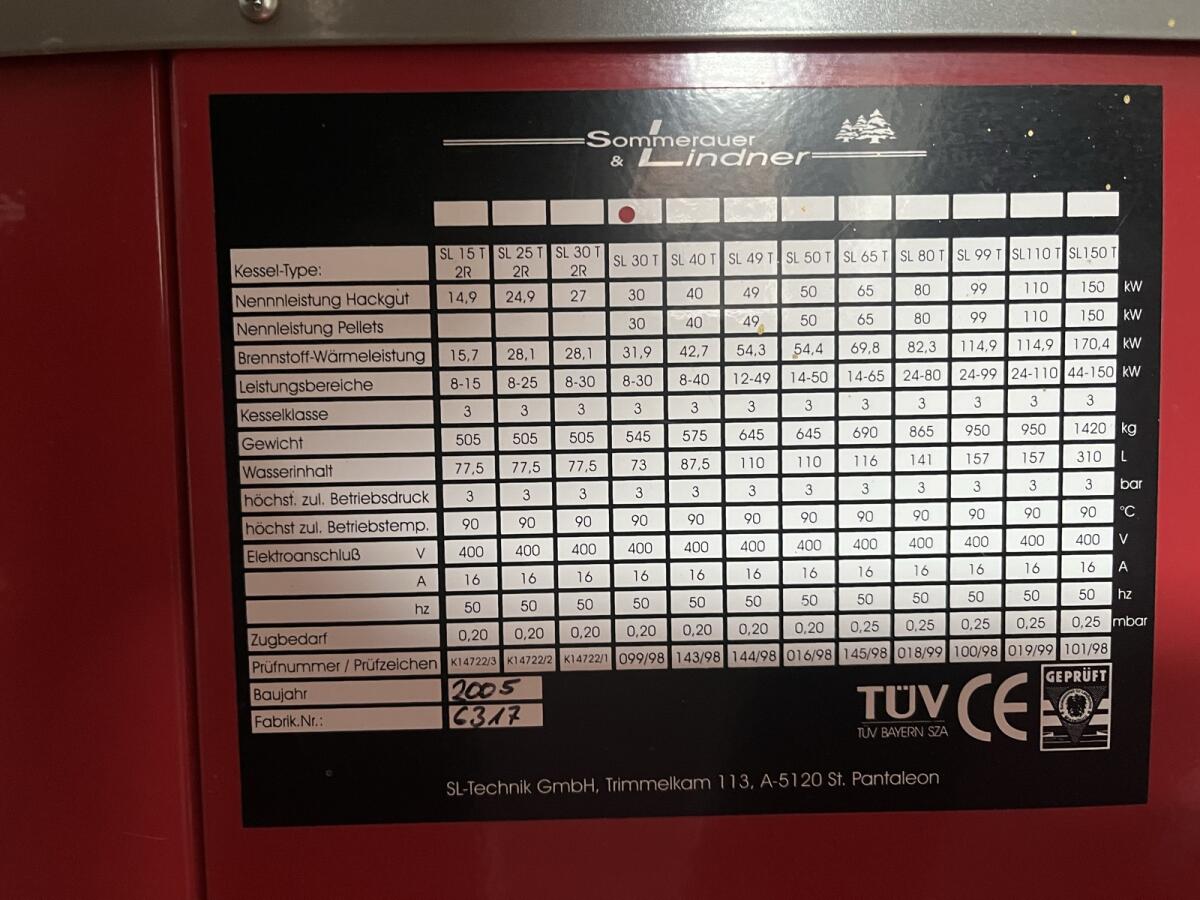 Sommerauer
& Lindner
Kessel-Type: SL 15 T 2R SL 25 T 2R SL 30 T 2R SL 30 T SL 40 T SL 49 T SL 50 T SL 65 T SL 80 T SL 99 T SL110 T SL150 T
Nennnleistung Hackgut 14,9 24,9 27 30 40 49 50 65 80 99 110 150 kW
Nennleistung Pellets 30 40 49 50 65 80 99 110 150 kW
Brennstoff-Wärmeleistung 15,7 28,1 28,1 31,9 42,7 54,3 54,4 69,8 82,3 114,9 114,9 170,4 kW
Leistungsbereiche 8-15 8-25 8-30 8-30 8-40 12-49 14-50 14-65 24-80 24-99 24-110 44-150 kW
Kesselklasse 3 3 3 3 3 3 3 3 3 3 3 3
Gewicht 505 505 505 545 575 645 645 690 865 950 950 1420 kg
Wasserinhalt 77,5 77,5 77,5 73 87,5 110 110 116 141 157 157 310 L
höchst. zul. Betriebsdruck 3 3 3 3 3 3 3 3 3 3 3 3 bar
höchst zul. Betriebstemp. 90 90 90 90 90 90 90 90 90 90 90 90 °C
Elektroanschluß V 400 400 400 400 400 400 400 400 400 400 400 400 V
A 16 16 16 16 16 16 16 16 16 16 16 16 A
hz 50 50 50 50 50 50 50 50 50 50 50 50 hz
Zugbedarf 0,20 0,20 0,20 0,20 0,20 0,20 0,20 0,25 0,25 0,25 0,25 0,25 mbar
Prüfnummer / Prüfzeichen K14722/3 K14722/2 K14722/1 099/98 143/98 144/98 016/98 145/98 018/99 100/98 019/99 101/98
Baujahr 2005
Fabrik.Nr.: 6317
GEPRÜFT
TÜV CE
TÜV BAYERN SZA
SL-Technik GmbH, Trimmelkam 113, A-5120 St. Pantaleon